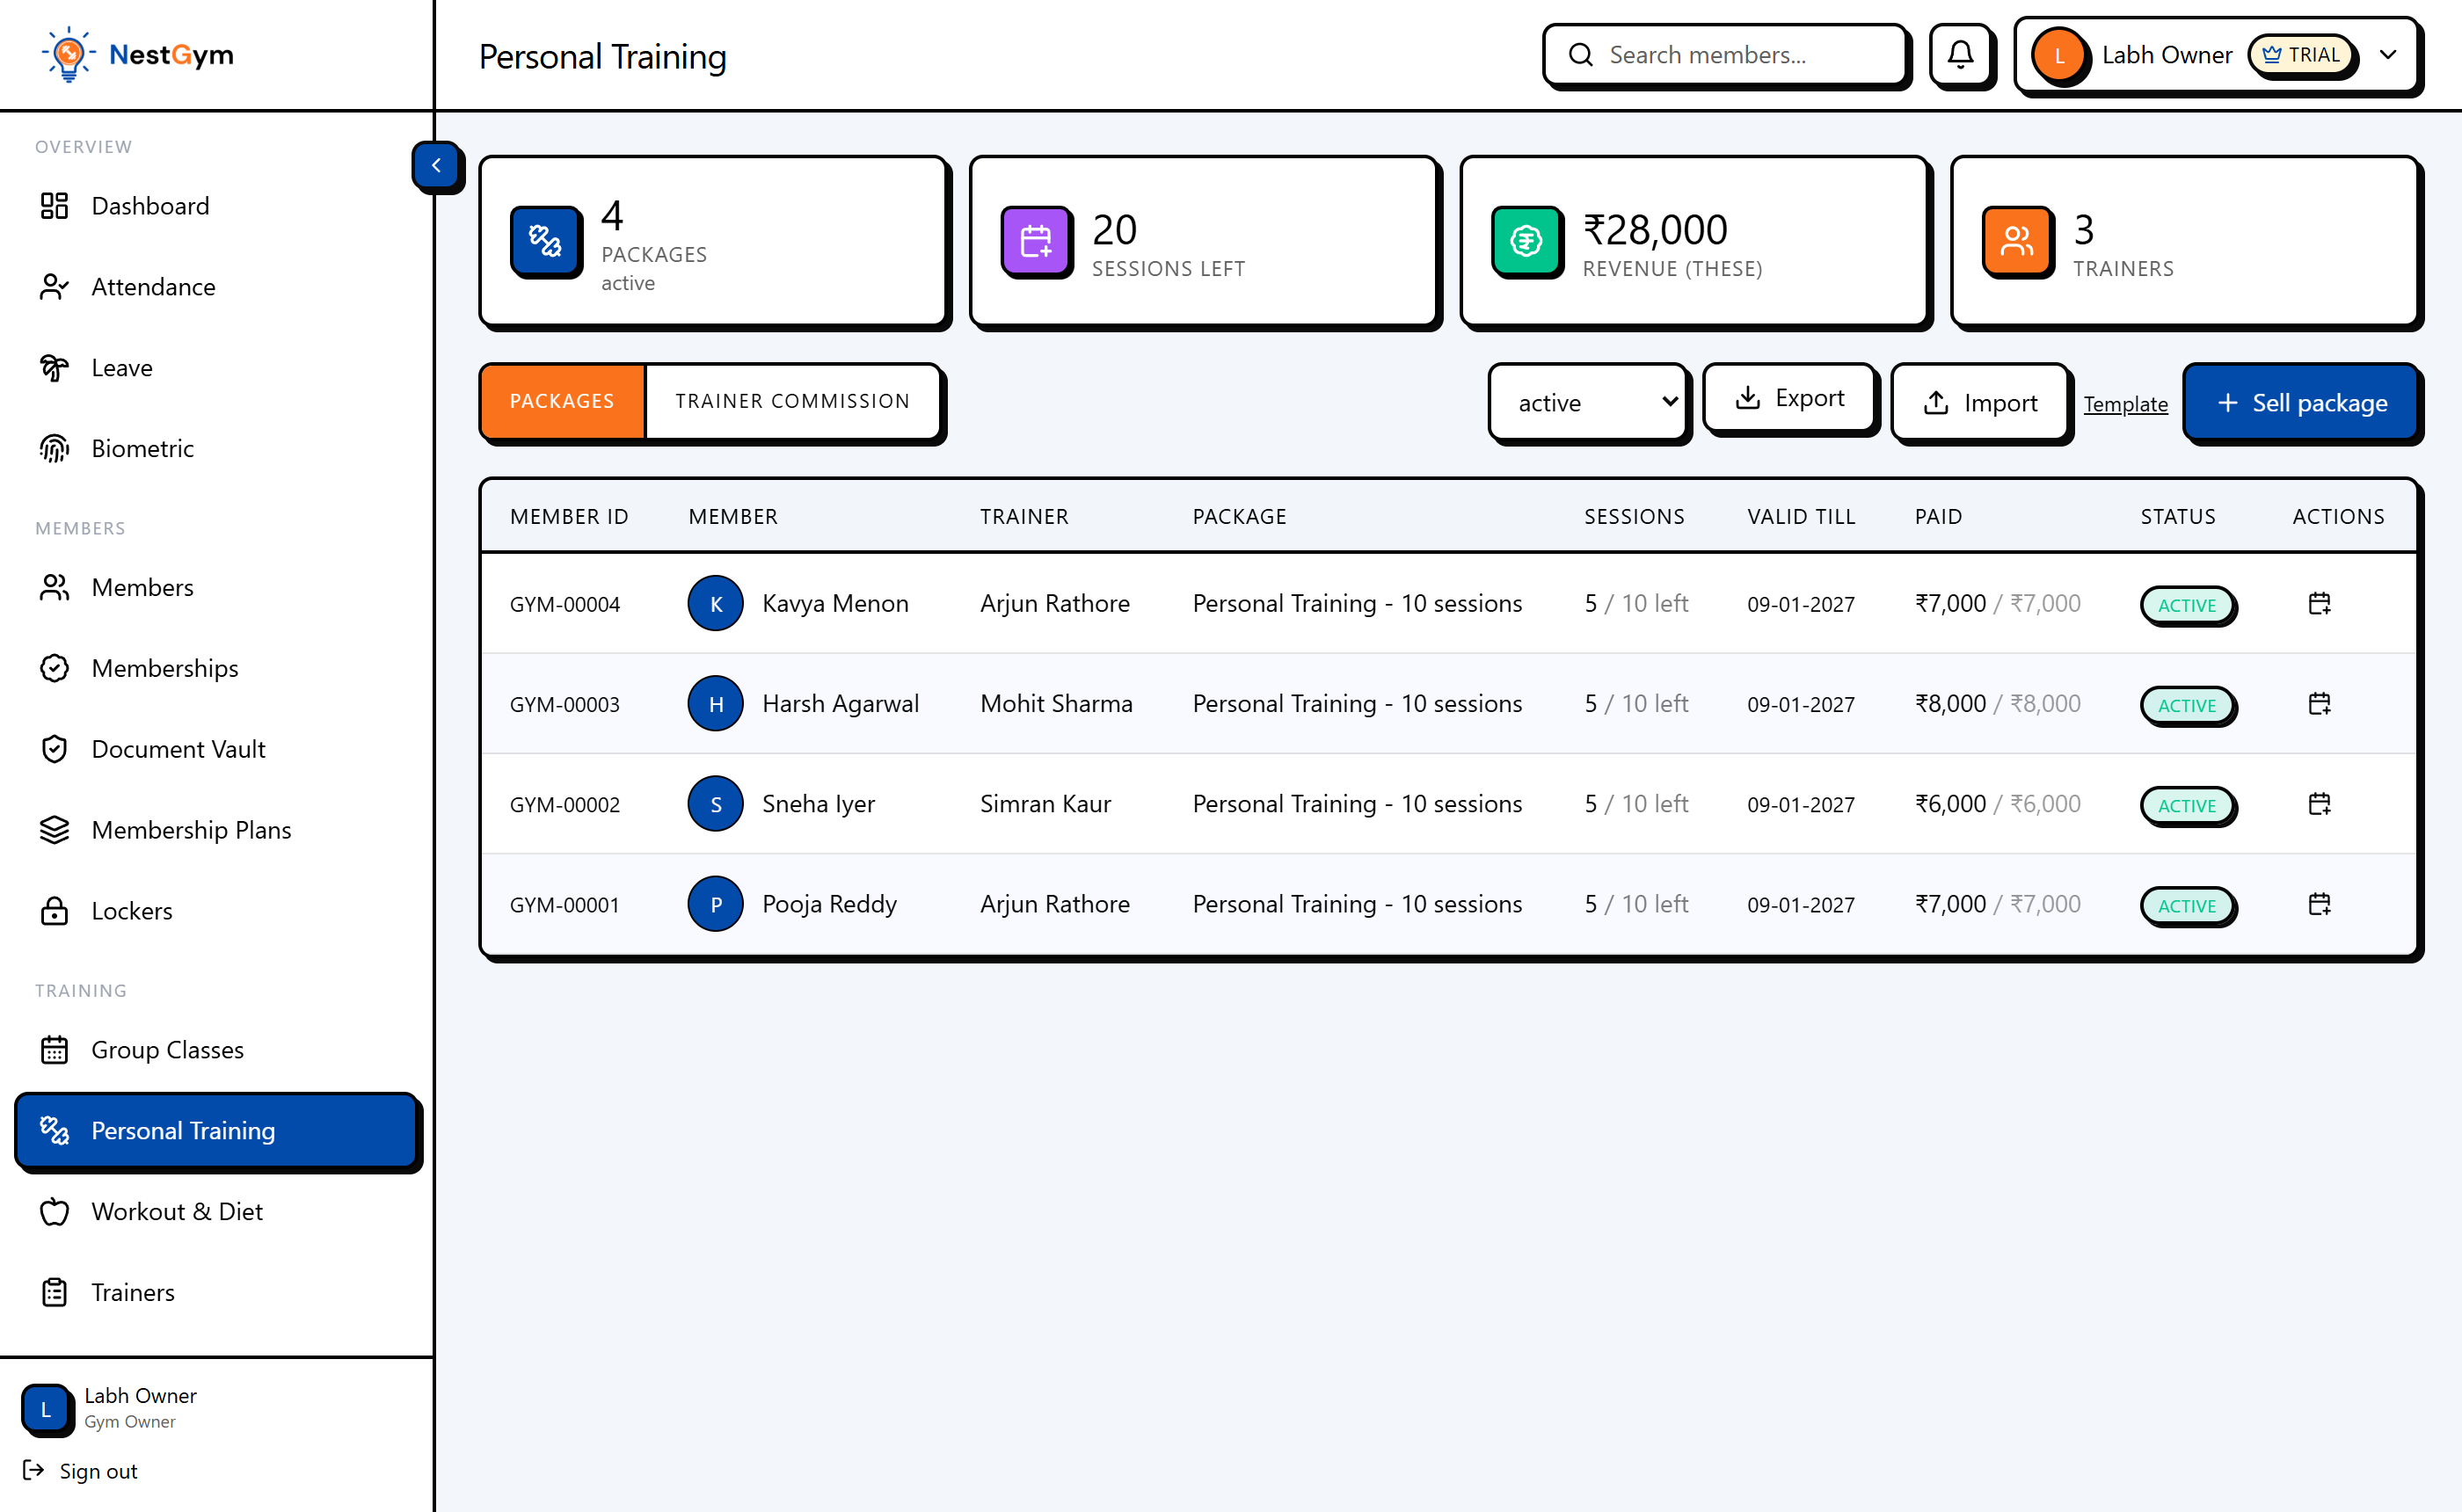 NestGym
Personal Training
Search members...
L
Labh Owner
TRIAL
OVERVIEW
Dashboard
Attendance
Leave
Biometric
MEMBERS
Members
Memberships
Document Vault
Membership Plans
Lockers
TRAINING
Group Classes
Personal Training
Workout & Diet
Trainers
L
Labh Owner
Gym Owner
Sign out
4
PACKAGES
active
20
SESSIONS LEFT
₹28,000
REVENUE (THESE)
3
TRAINERS
PACKAGES
TRAINER COMMISSION
active
Export
Import
Template
Sell package
MEMBER ID MEMBER TRAINER PACKAGE SESSIONS VALID TILL PAID STATUS ACTIONS
GYM-00004 K Kavya Menon Arjun Rathore Personal Training - 10 sessions 5 / 10 left 09-01-2027 ₹7,000 / ₹7,000 ACTIVE
GYM-00003 H Harsh Agarwal Mohit Sharma Personal Training - 10 sessions 5 / 10 left 09-01-2027 ₹8,000 / ₹8,000 ACTIVE
GYM-00002 S Sneha Iyer Simran Kaur Personal Training - 10 sessions 5 / 10 left 09-01-2027 ₹6,000 / ₹6,000 ACTIVE
GYM-00001 P Pooja Reddy Arjun Rathore Personal Training - 10 sessions 5 / 10 left 09-01-2027 ₹7,000 / ₹7,000 ACTIVE